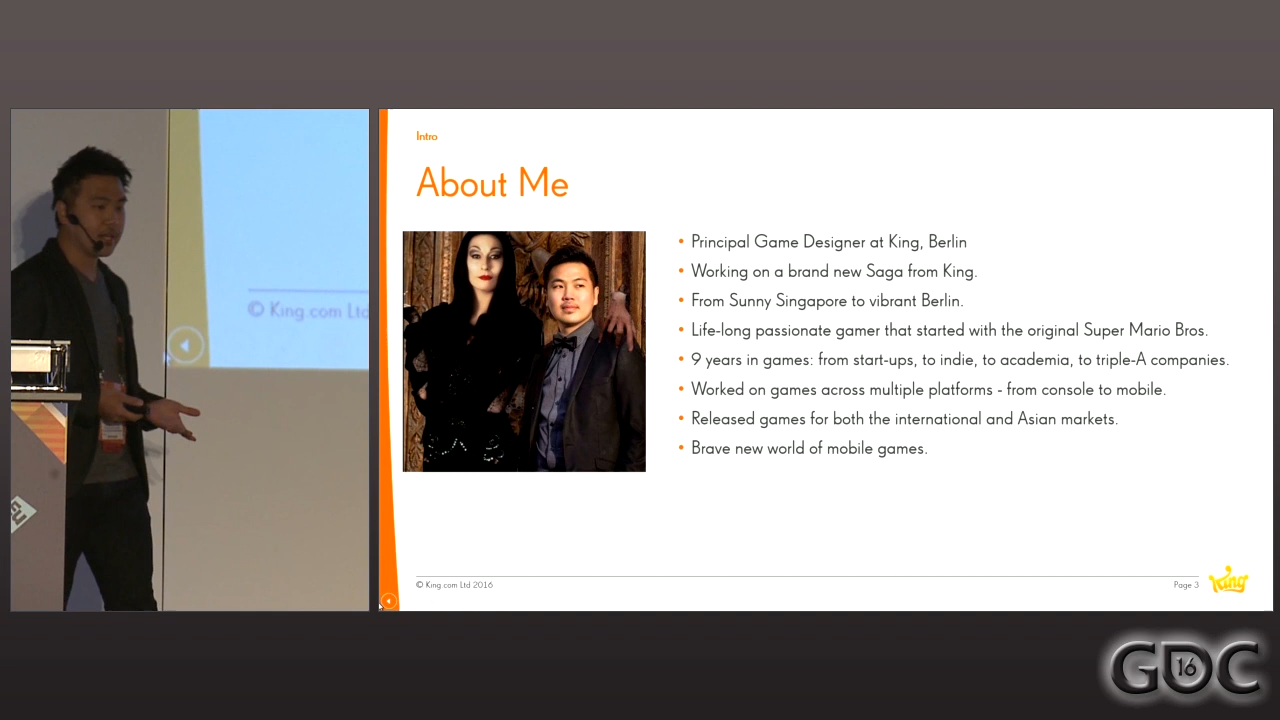 © King.com Ltd
Intro
About Me
• Principal Game Designer at King, Berlin
• Working on a brand new Saga from King.
• From Sunny Singapore to vibrant Berlin.
• Life-long passionate gamer that started with the original Super Mario Bros.
• 9 years in games: from start-ups, to indie, to academia, to triple-A companies.
• Worked on games across multiple platforms - from console to mobile.
• Released games for both the international and Asian markets.
• Brave new world of mobile games.
© King.com Ltd 2016
Page 3
King
GDC
16